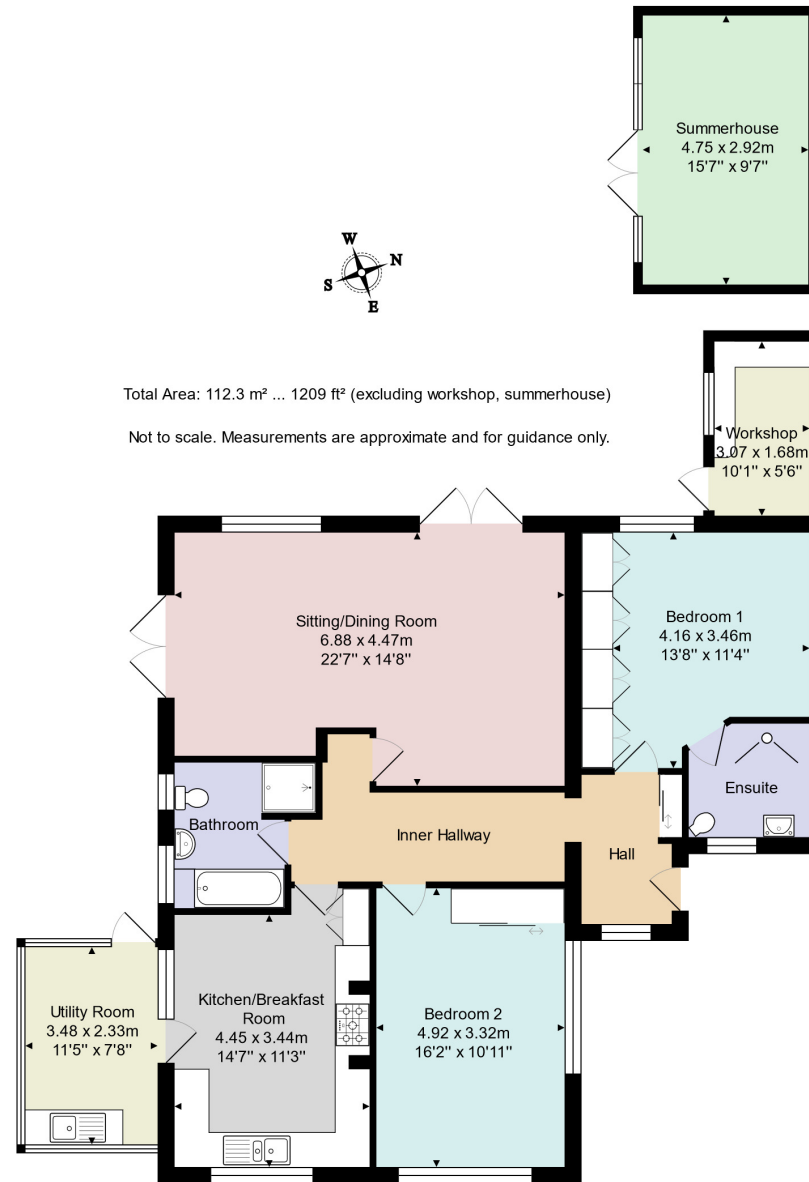 Summerhouse
4.75 x 2.92m
15'7'' x 9'7''
W
N
S
E
Total Area: 112.3 m² ... 1209 ft² (excluding workshop, summerhouse)
Not to scale. Measurements are approximate and for guidance only.
Workshop
3.07 x 1.68m
10'1'' x 5'6''
Sitting/Dining Room
6.88 x 4.47m
22'7'' x 14'8''
Bedroom 1
4.16 x 3.46m
13'8'' x 11'4''
Ensuite
Bathroom
Inner Hallway
Hall
Utility Room
3.48 x 2.33m
11'5'' x 7'8''
Kitchen/Breakfast
Room
4.45 x 3.44m
14'7'' x 11'3''
Bedroom 2
4.92 x 3.32m
16'2'' x 10'11''